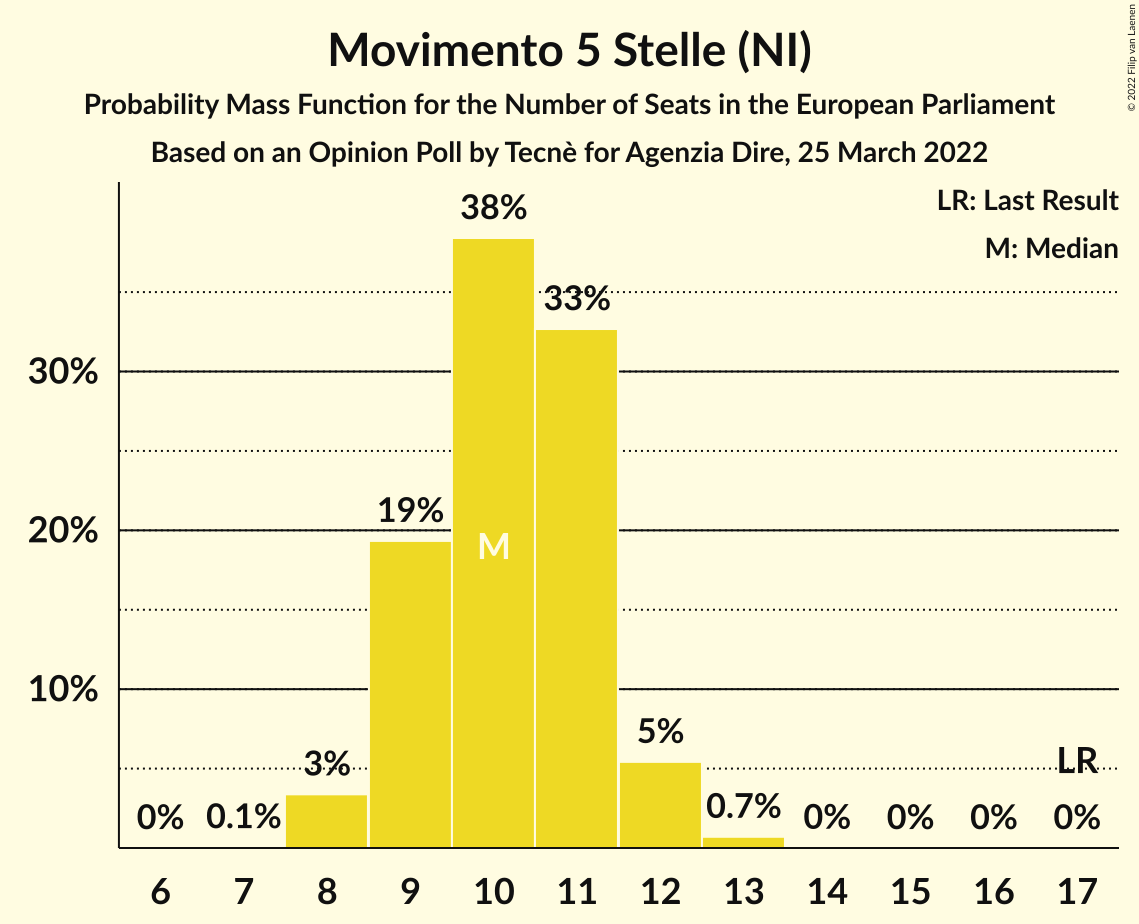 Movimento 5 Stelle (NI)
Probability Mass Function for the Number of Seats in the European Parliament
Based on an Opinion Poll by Tecnè for Agenzia Dire, 25 March 2022
© 2022 Filip van Laenen
LR: Last Result
M: Median
38%
33%
30%
19%
20%
M
10%
5%
3%
LR
0% 0.1% 0.7% 0% 0% 0% 0%
6 7 8 9 10 11 12 13 14 15 16 17